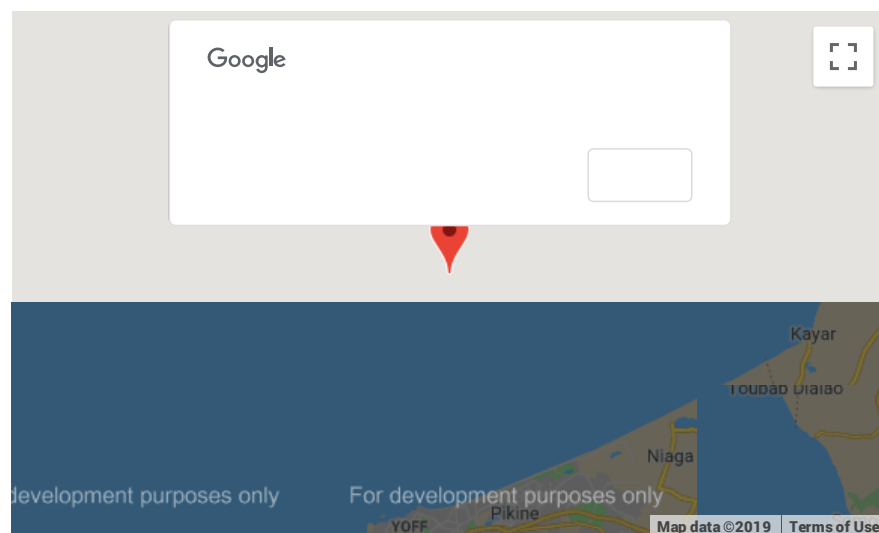 Google
Kayar
Toubab Dialao
Niaga
development purposes only
For development purposes only
Pikine
YOFF
Map data ©2019
Terms of Use